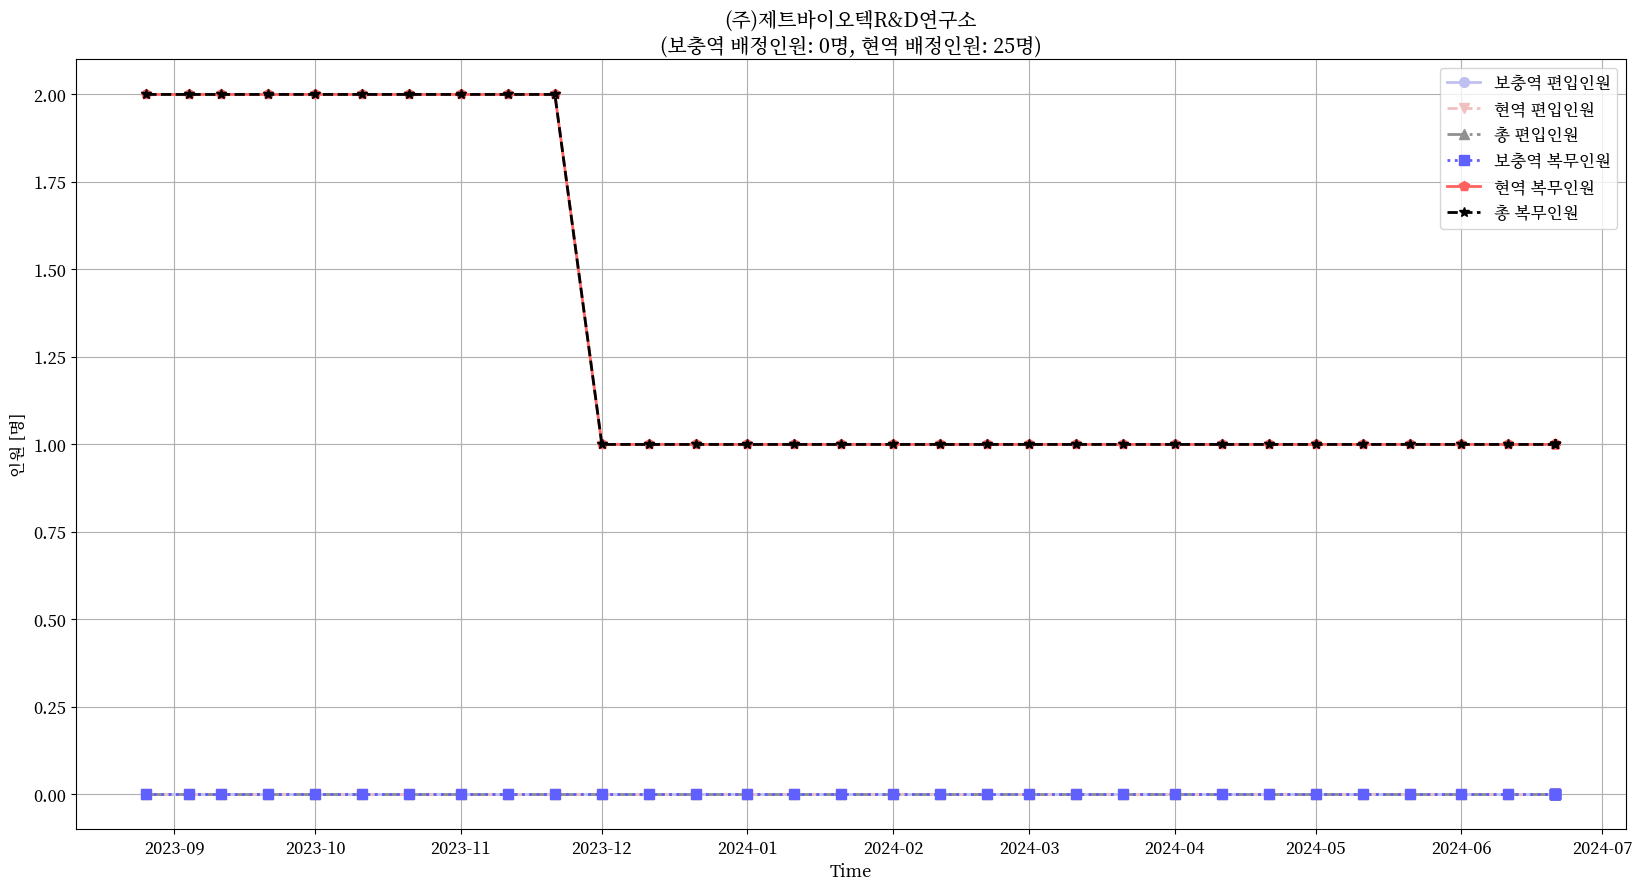 (주)제트바이오텍R&D연구소
(보충역 배정인원: 0명, 현역 배정인원: 25명)
보충역 편입인원
현역 편입인원
총 편입인원
보충역 복무인원
현역 복무인원
총 복무인원
인원 [명]
2.00
1.75
1.50
1.25
1.00
0.75
0.50
0.25
0.00
2023-09 2023-10 2023-11 2023-12 2024-01 2024-02 2024-03 2024-04 2024-05 2024-06 2024-07
Time